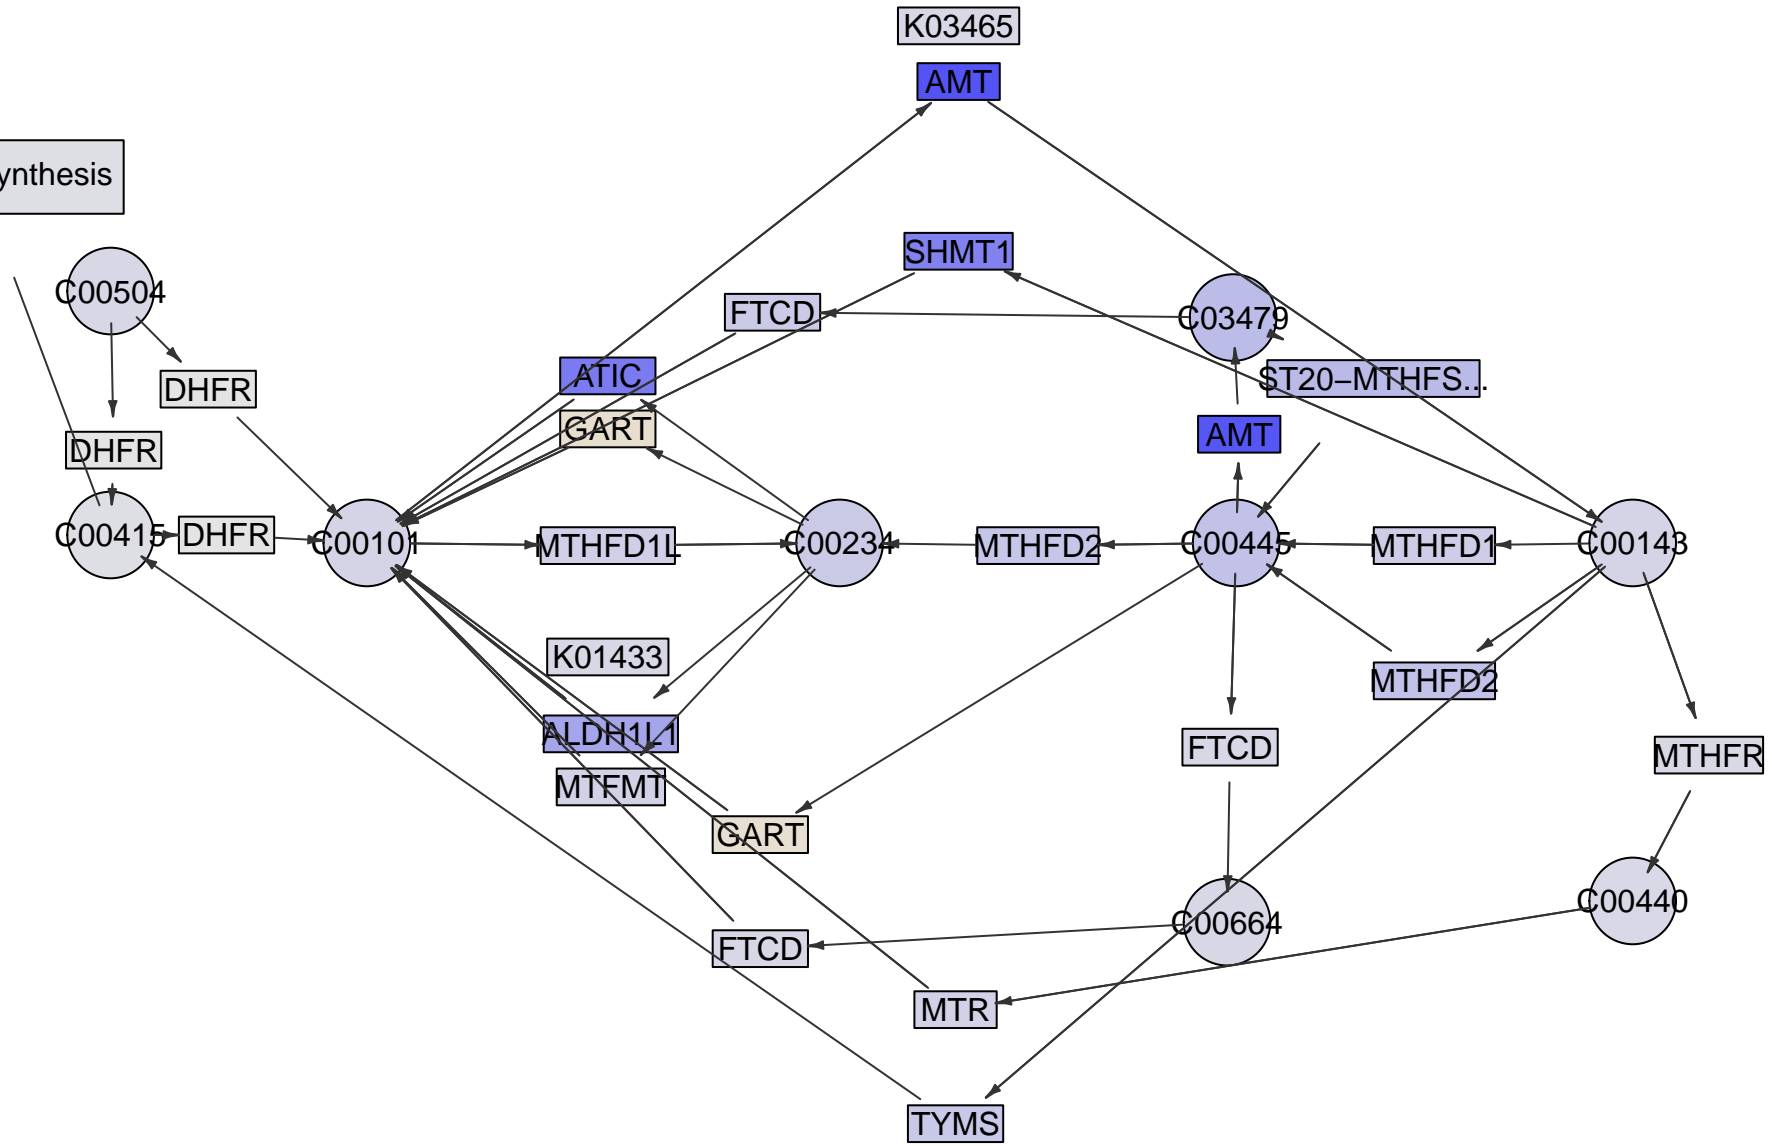 K03465
AMT
ynthesis
SHMT1
C00504
FTCD
C03479
ATIC
ST20−MTHFS...
DHFR
GART
AMT
DHFR
C00415
DHFR
C00101
MTHFD1L
C00234
MTHFD2
C00445
MTHFD1
C00143
K01433
MTHFD2
ALDH1L1
FTCD
MTHFR
MTFMT
GART
C00440
C00664
FTCD
MTR
TYMS